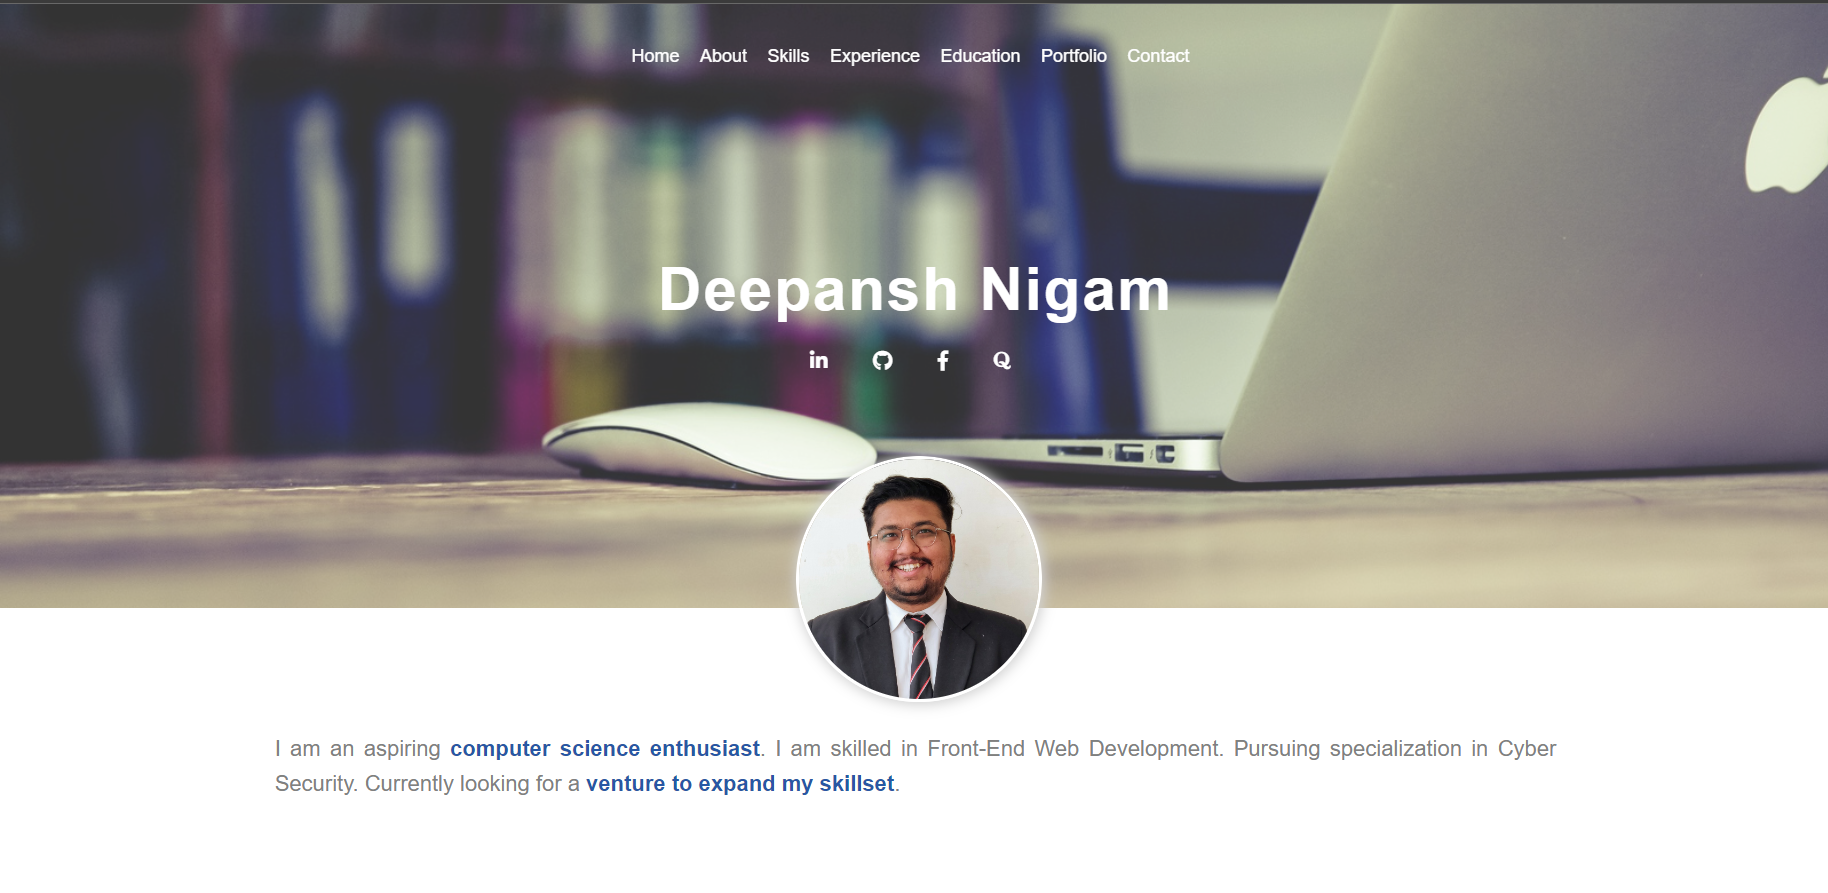 Home About Skills Experience Education Portfolio Contact
Deepansh Nigam
I am an aspiring computer science enthusiast. I am skilled in Front-End Web Development. Pursuing specialization in Cyber
Security. Currently looking for a venture to expand my skillset.